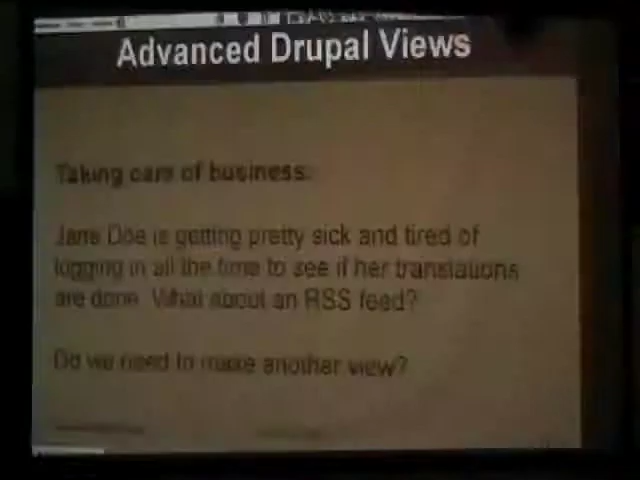 Advanced Drupal Views
Taking care of business:
Jane Doe is getting pretty sick and tired of
logging in all the time to see if her translations
are done. What about an RSS feed?
Do we need to make another view?